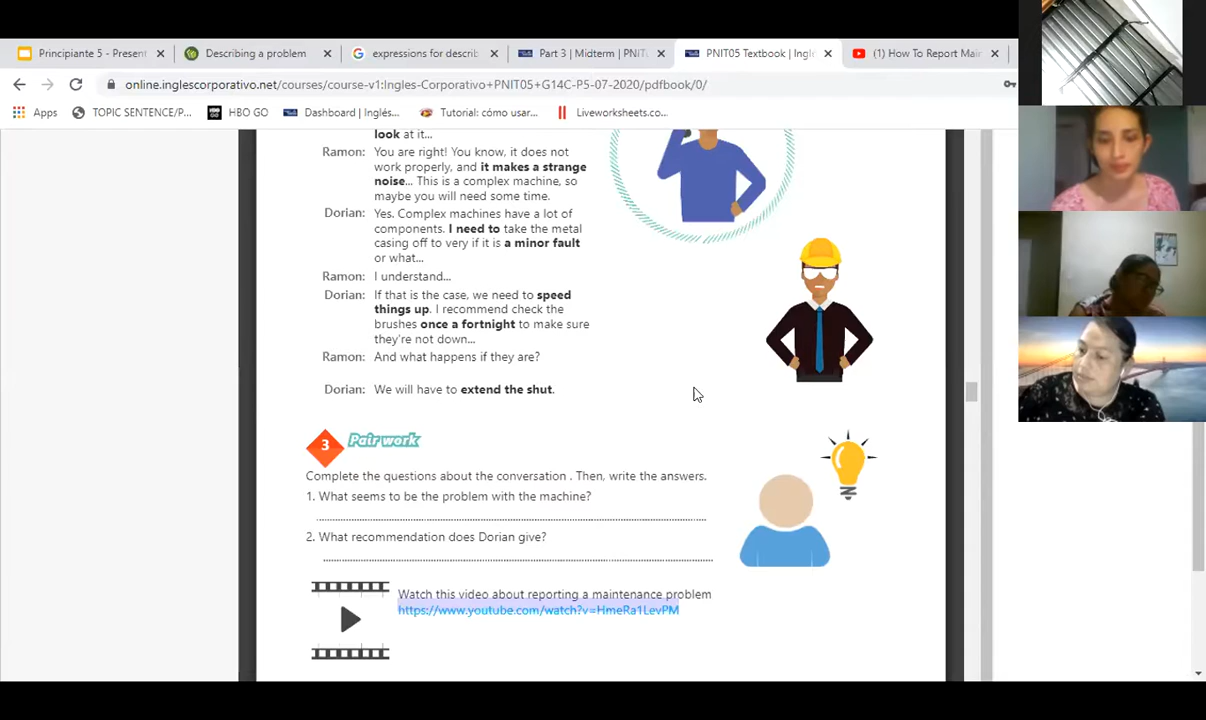 Principiante 5 - Present
Describing a problem
expressions for describ
Part 3 | Midterm | PNIT
PNIT05 Textbook | Ingl
(1) How To Report Main
online.inglescorporativo.net/courses/course-v1:Ingles-Corporativo+PNIT05+G14C-P5-07-2020/pdfbook/0/
Apps
TOPIC SENTENCE/P...
HBO GO
Dashboard | Inglés...
Tutorial: cómo usar...
Liveworksheets.co...
look at it...
Ramon: You are right! You know, it does not
work properly, and it makes a strange
noise... This is a complex machine, so
maybe you will need some time.
Dorian: Yes. Complex machines have a lot of
components. I need to take the metal
casing off to very if it is a minor fault
or what...
Ramon: I understand...
Dorian: If that is the case, we need to speed
things up. I recommend check the
brushes once a fortnight to make sure
they're not down...
Ramon: And what happens if they are?
Dorian: We will have to extend the shut.
3 Pair work
Complete the questions about the conversation . Then, write the answers.
1. What seems to be the problem with the machine?
2. What recommendation does Dorian give?
Watch this video about reporting a maintenance problem
https://www.youtube.com/watch?v=HmeRa1LevPM